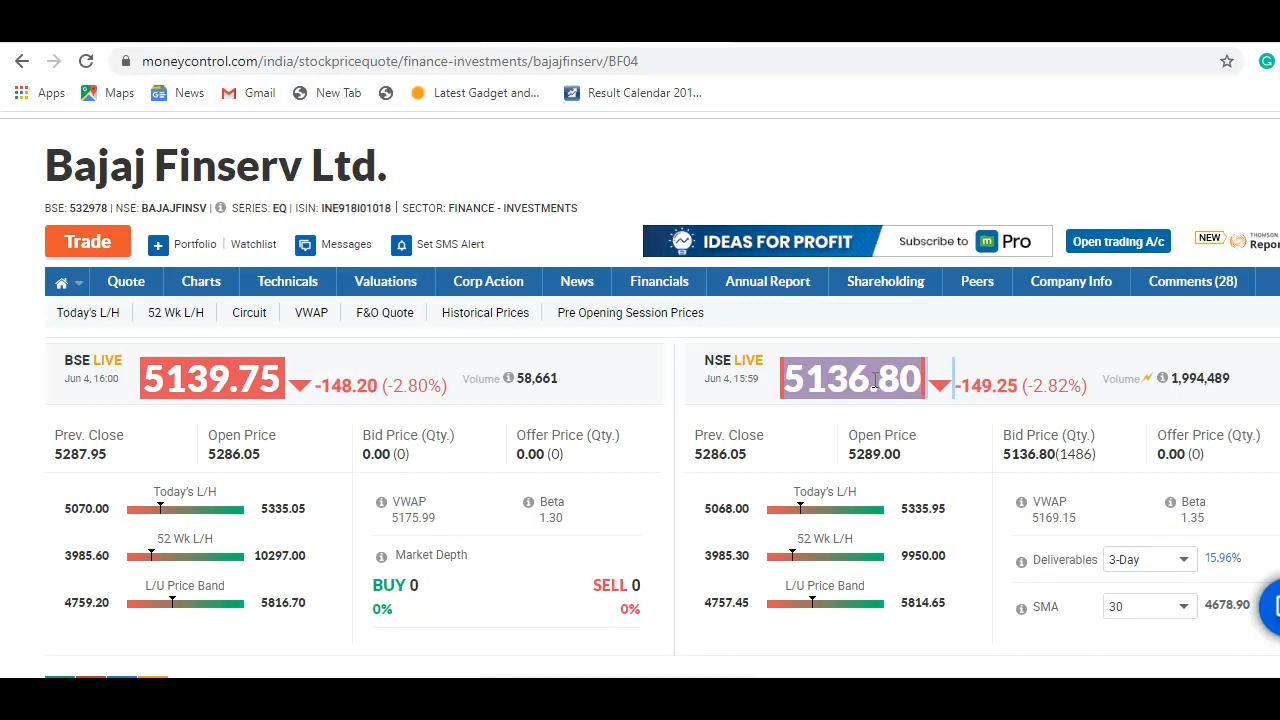 moneycontrol.com/india/stockpricequote/finance-investments/bajajfinserv/BF04
Apps Maps News Gmail New Tab Latest Gadget and... Result Calendar 201...
Bajaj Finserv Ltd.
BSE: 532978 | NSE: BAJAJFINSV | SERIES: EQ | ISIN: INE918I01018 | SECTOR: FINANCE - INVESTMENTS
Trade Portfolio Watchlist Messages Set SMS Alert IDEAS FOR PROFIT Subscribe to m Pro Open trading A/c NEW THOMSON
Repor
Quote Charts Technicals Valuations Corp Action News Financials Annual Report Shareholding Peers Company Info Comments (28)
Today's L/H 52 Wk L/H Circuit VWAP F&O Quote Historical Prices Pre Opening Session Prices
BSE LIVE
Jun 4, 16:00
5139.75 -148.20 (-2.80%) Volume 58,661
Prev. Close
5287.95
Open Price
5286.05
Bid Price (Qty.)
0.00 (0)
Offer Price (Qty.)
0.00 (0)
Today's L/H
5070.00 5335.05
52 Wk L/H
3985.60 10297.00
L/U Price Band
4759.20 5816.70
VWAP
5175.99
Beta
1.30
Market Depth
BUY 0 SELL 0
0% 0%
NSE LIVE
Jun 4, 15:59
5136.80 -149.25 (-2.82%) Volume 1,994,489
Prev. Close
5286.05
Open Price
5289.00
Bid Price (Qty.)
5136.80(1486)
Offer Price (Qty.)
0.00 (0)
Today's L/H
5068.00 5335.95
52 Wk L/H
3985.30 9950.00
L/U Price Band
4757.45 5814.65
VWAP
5169.15
Beta
1.35
Deliverables 3-Day 15.96%
SMA 30 4678.90